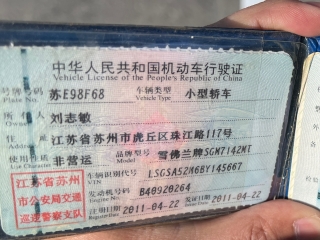 中华人民共和国机动车行驶证
Vehicle License of the People's Republic of China
号牌号码 苏E98F68 车辆类型 小型轿车
Plate No. Vehicle Type
所有人 刘志敏
住址 江苏省苏州市虎丘区珠江路117号
使用性质 非营运 品牌型号 雪佛兰牌SGM7142MT
Use Character
江苏省苏州市公安局交通巡逻警察支队
车辆识别代号 LSGSA52M6BY145667
VIN
发动机号码 B40920264
Engine No.
注册日期 2011-04-22 发证日期 2011-04-22